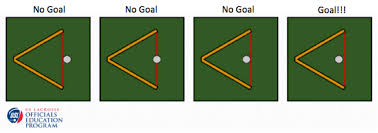 No Goal
No Goal
No Goal
Goal!!!
US LACROSSE
OFFICIALS
EDUCATION
PROGRAM